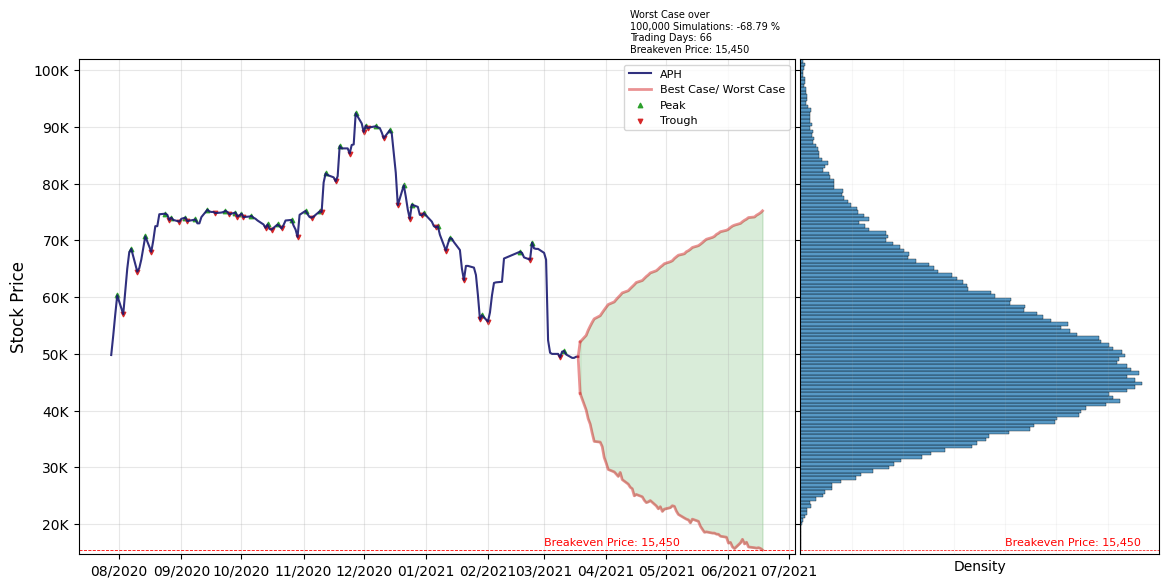 Worst Case over
100,000 Simulations: -68.79 %
Trading Days: 66
Breakeven Price: 15,450
APH
Best Case/ Worst Case
Peak
Trough
Stock Price
100K
90K
80K
70K
60K
50K
40K
30K
20K
Breakeven Price: 15,450
Breakeven Price: 15,450
08/2020 09/2020 10/2020 11/2020 12/2020 01/2021 02/2021 03/2021 04/2021 05/2021 06/2021 07/2021
Density